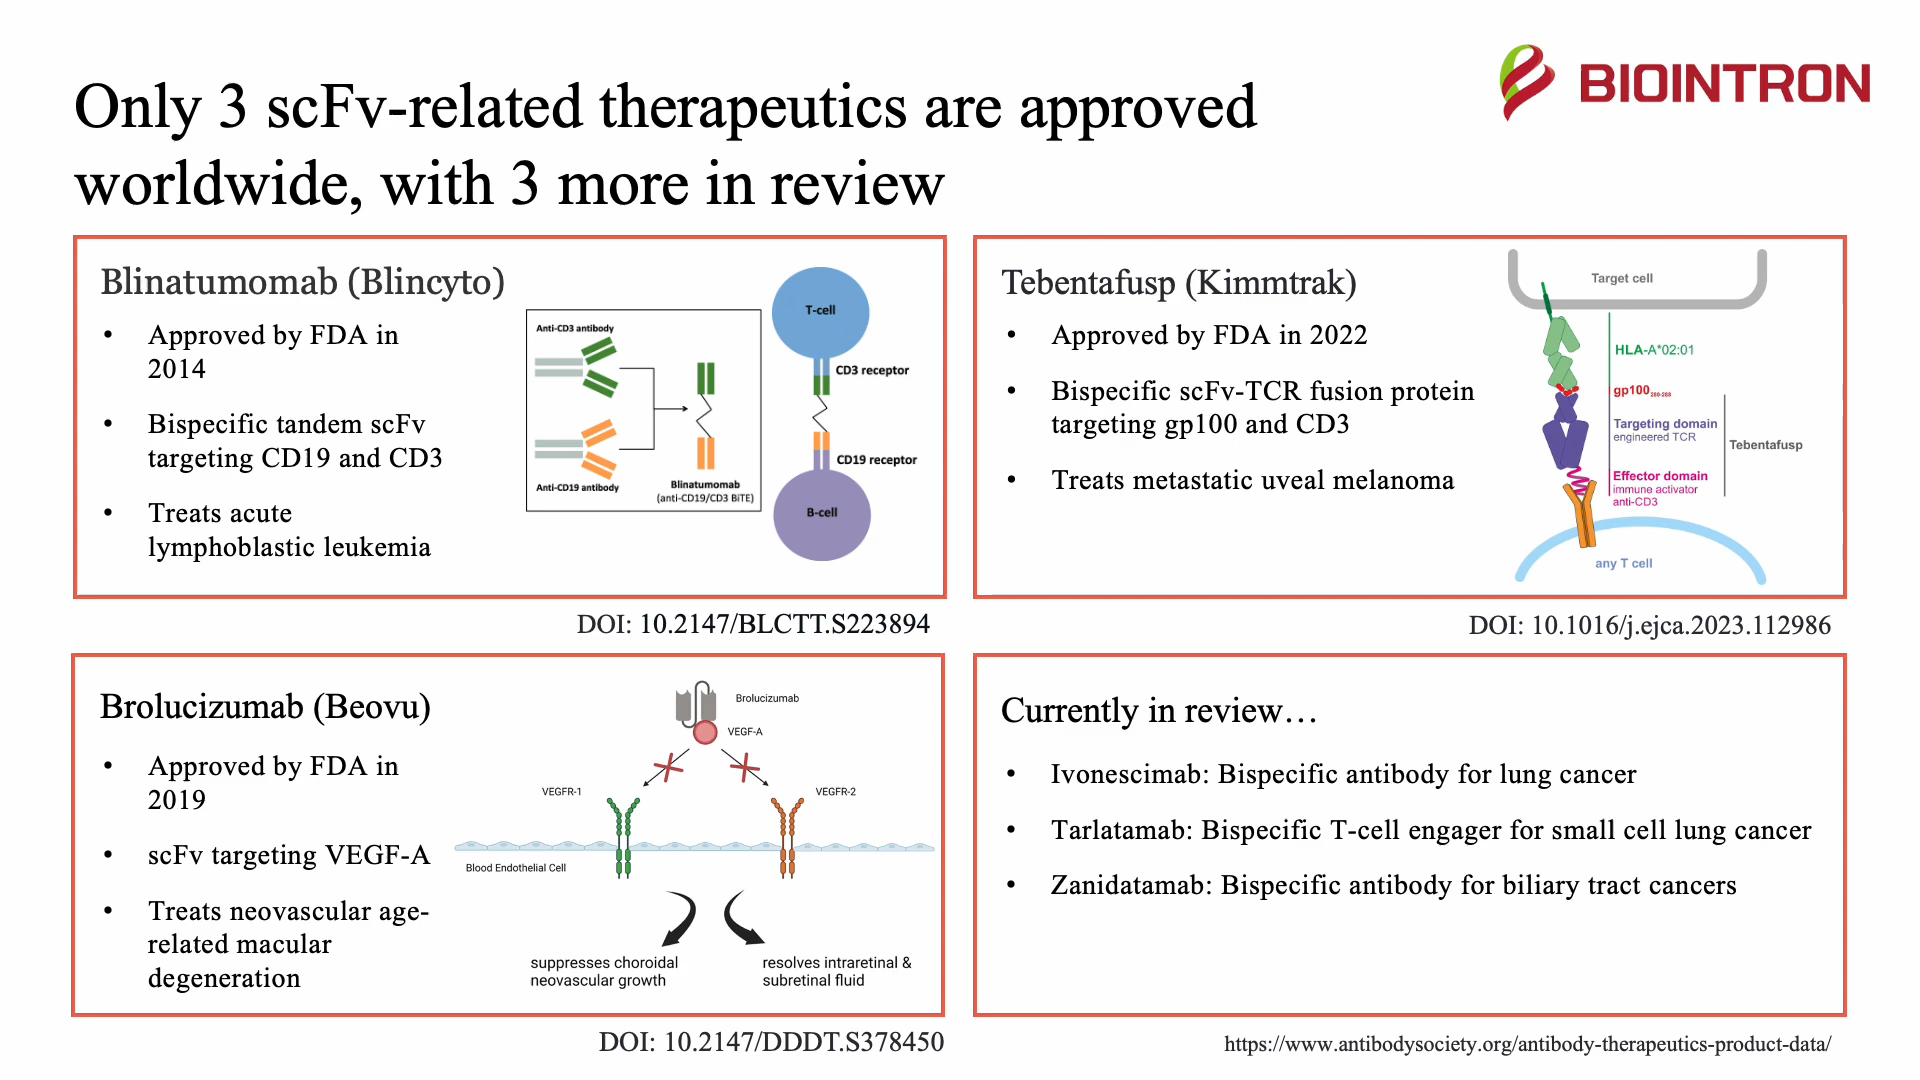 BIOINTRON
Only 3 scFv-related therapeutics are approved
worldwide, with 3 more in review
Blinatumomab (Blincyto)
• Approved by FDA in
2014
• Bispecific tandem scFv
targeting CD19 and CD3
• Treats acute
lymphoblastic leukemia
Anti-CD3 antibody
Anti-CD19 antibody
Blinatumomab
(anti-CD19/CD3 BiTE)
T-cell
CD3 receptor
CD19 receptor
B-cell
DOI: 10.2147/BLCTT.S223894
Tebentafusp (Kimmtrak)
• Approved by FDA in 2022
• Bispecific scFv-TCR fusion protein
targeting gp100 and CD3
• Treats metastatic uveal melanoma
Target cell
HLA-A*02:01
gp100 280-288
Targeting domain
engineered TCR
Tebentafusp
Effector domain
immune activator
anti-CD3
any T cell
DOI: 10.1016/j.ejca.2023.112986
Brolucizumab (Beovu)
• Approved by FDA in
2019
• scFv targeting VEGF-A
• Treats neovascular age-
related macular
degeneration
Brolucizumab
VEGF-A
VEGFR-1
VEGFR-2
Blood Endothelial Cell
suppresses choroidal
neovascular growth
resolves intraretinal &
subretinal fluid
DOI: 10.2147/DDDT.S378450
Currently in review…
• Ivonescimab: Bispecific antibody for lung cancer
• Tarlatamab: Bispecific T-cell engager for small cell lung cancer
• Zanidatamab: Bispecific antibody for biliary tract cancers
https://www.antibodysociety.org/antibody-therapeutics-product-data/